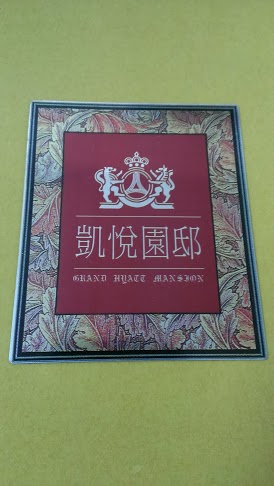 凱悅園邸
GRAND HYATT MANSION